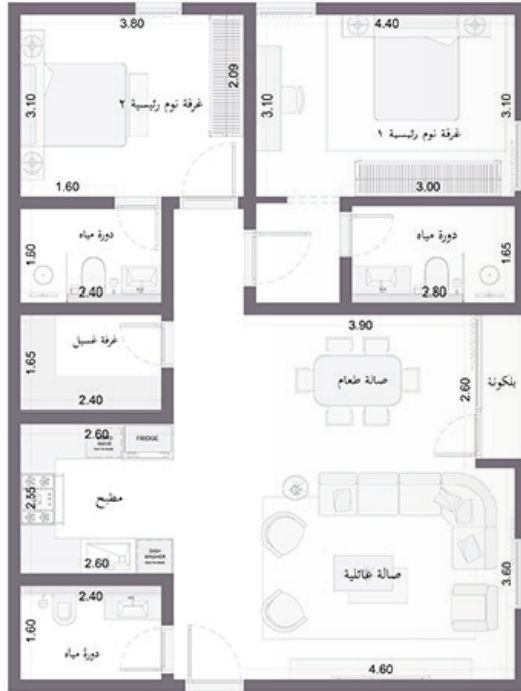 3.80
4.40
3.10
غرفة نوم رئيسية ٢
2.09
3.10
غرفة نوم رئيسية ١
3.10
1.60
3.00
1.60
دورة مياه
2.40
دورة مياه
1.65
2.80
1.65
غرفة غسيل
2.40
3.90
صالة طعام
2.60
بلكونة
2.60
FRIDGE
2.55
مطبخ
2.60
DISH
WASHER
صالة عائلية
3.60
2.40
1.60
دورة مياه
4.60